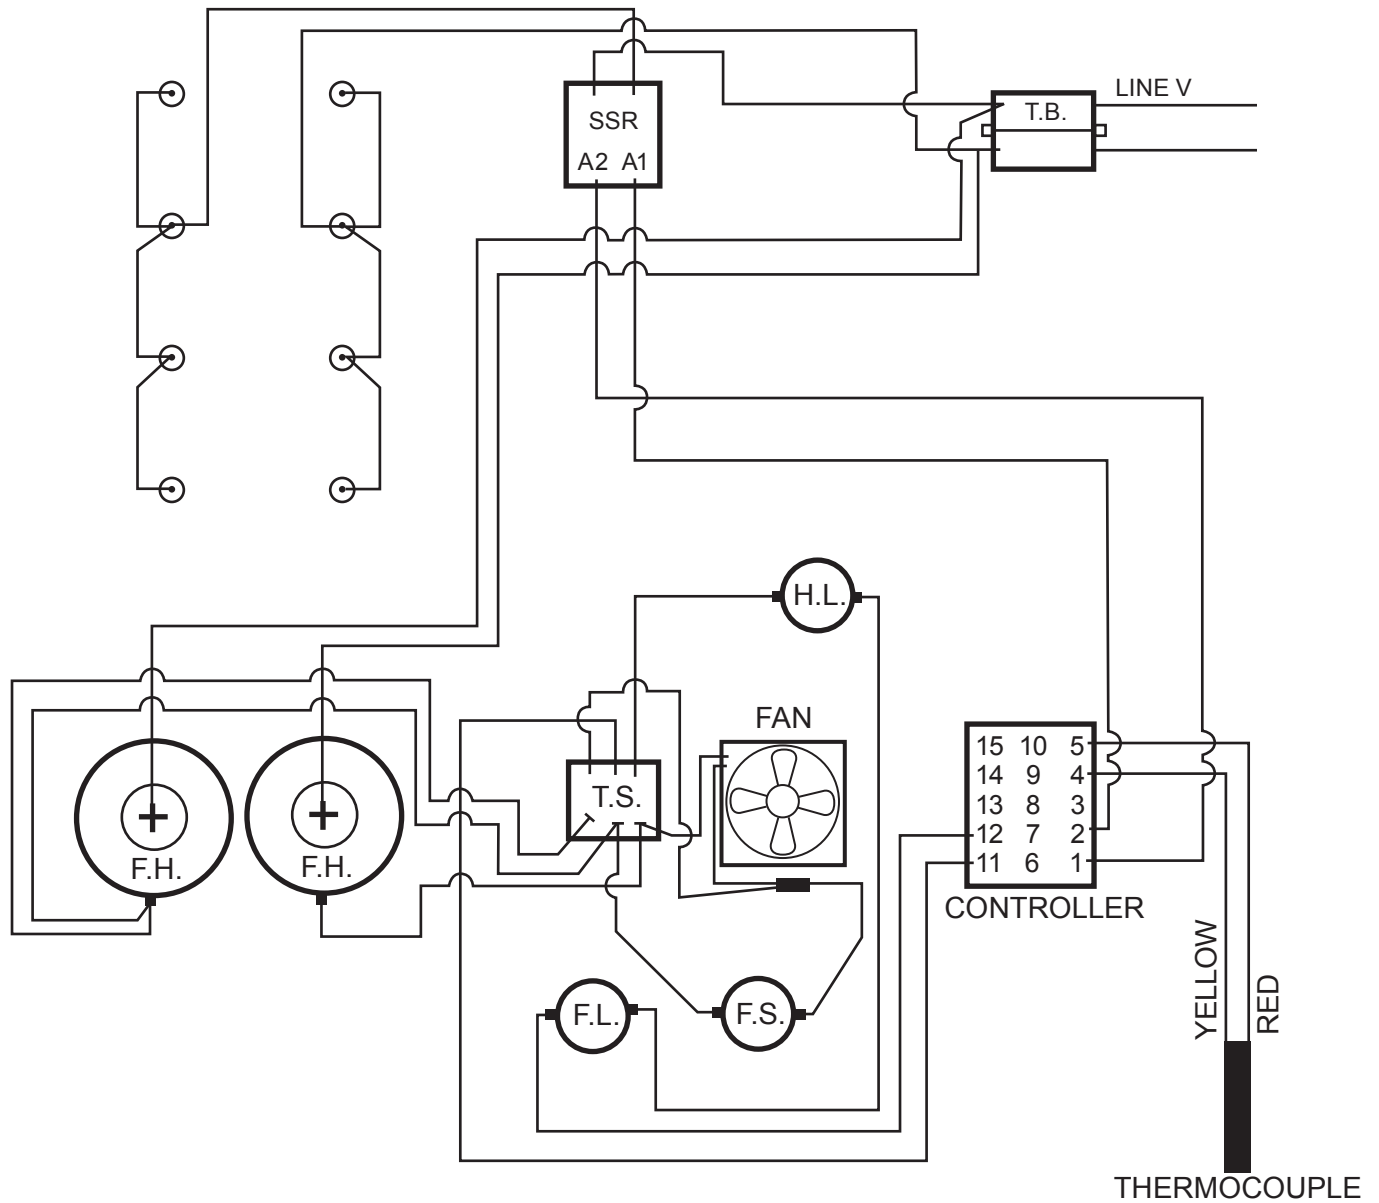 LINE V
T.B.
SSR
A2 A1
H.L.
FAN
T.S.
15 10 5
14 9 4
13 8 3
12 7 2
11 6 1
CONTROLLER
F.H.
F.H.
F.L.
F.S.
YELLOW
RED
THERMOCOUPLE